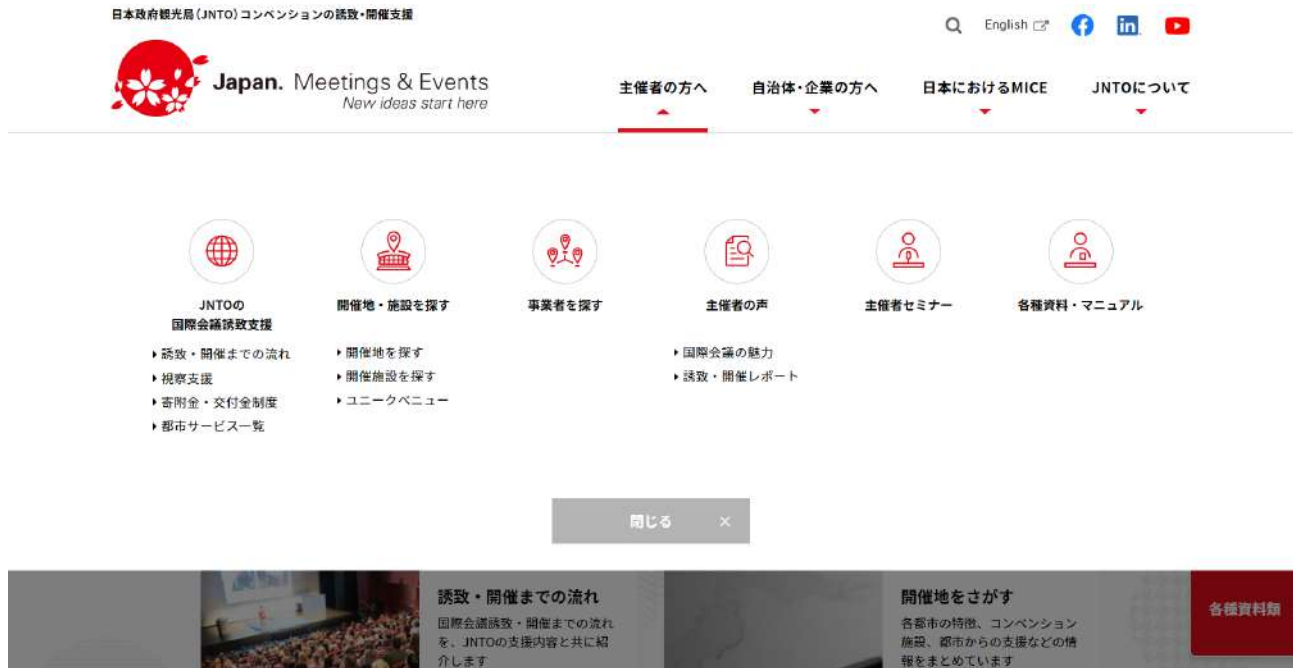 日本政府観光局(JNTO)コンベンションの誘致・開催支援
English
in
Japan. Meetings & Events
New ideas start here
主催者の方へ
自治体・企業の方へ
日本におけるMICE
JNTOについて
JNTOの
国際会議誘致支援
誘致・開催までの流れ
視察支援
寄附金・交付金制度
都市サービス一覧
開催地・施設を探す
開催地を探す
開催施設を探す
ユニークベニュー
事業者を探す
主催者の声
国際会議の魅力
誘致・開催レポート
主催者セミナー
各種資料・マニュアル
閉じる ×
誘致・開催までの流れ
国際会議誘致・開催までの流れ
を、JNTOの支援内容と共に紹
介します
開催地をさがす
各都市の特徴、コンベンション
施設、都市からの支援などの情
報をまとめています
各種資料類